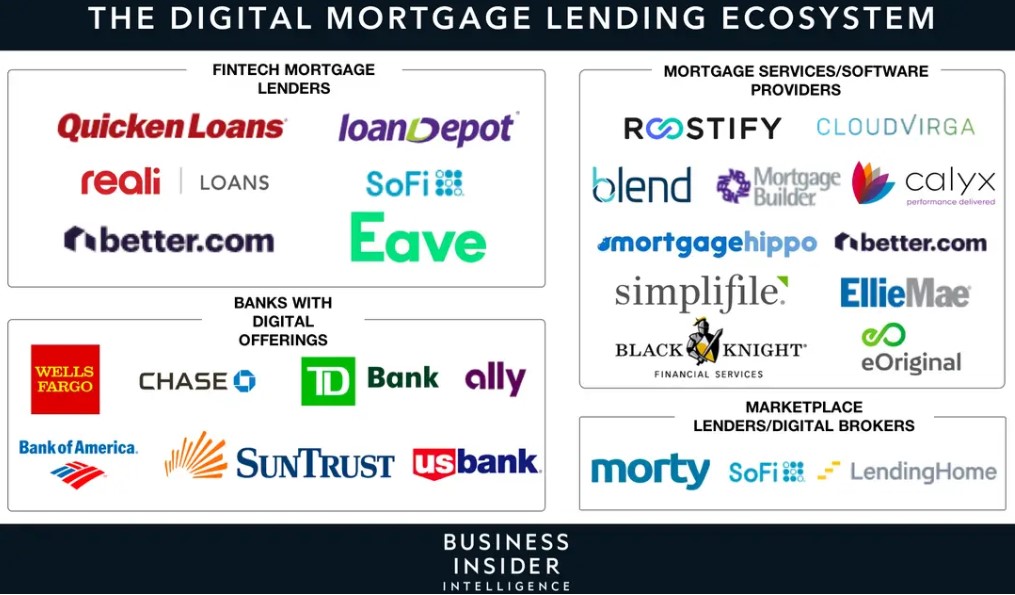 THE DIGITAL MORTGAGE LENDING ECOSYSTEM
FINTECH MORTGAGE
LENDERS
Quicken Loans
loanDepot
reali | LOANS
SoFi
better.com
Eave
BANKS WITH
DIGITAL
OFFERINGS
WELLS
FARGO
CHASE
TD Bank
ally
Bank of America.
SUNTRUST
usbank.
MORTGAGE SERVICES/SOFTWARE
PROVIDERS
ROOSTIFY
CLOUDVIRGA
blend
Mortgage
Builder
calyx
performance delivered
mortgagehippo
better.com
simplifile.
EllieMae
BLACK KNIGHT
FINANCIAL SERVICES
eOriginal
MARKETPLACE
LENDERS/DIGITAL BROKERS
morty
SoFi
LendingHome
BUSINESS
INSIDER
INTELLIGENCE